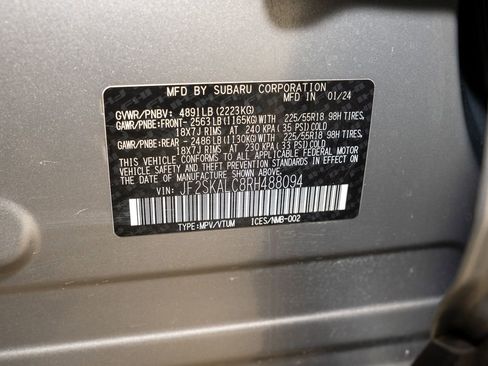 MFD BY SUBARU CORPORATION IN 01/24
GVWR/PNBV: 4891LB(2223KG)
GAWR/PNBE:FRONT- 2563LB(1165KG)WITH 225/55R18 98H TIRES,
18X7J RIMS AT 240 KPA(35 PSI)COLD
GAWR/PNBE:REAR - 2486LB(1130KG)WITH 225/55R18 98H TIRES,
18X7J RIMS AT 230 KPA(33 PSI)COLD
THIS VEHICLE CONFORMS TO ALL APPLICABLE FEDERAL MOTOR
VEHICLE SAFETY AND THEFT PREVENTION STANDARDS IN
EFFECT ON THE DATE OF MANUFACTURE SHOWN ABOVE.
VIN: JF2SKALC8RH488094
TYPE:MPV/VTUM ICES/NMB-002